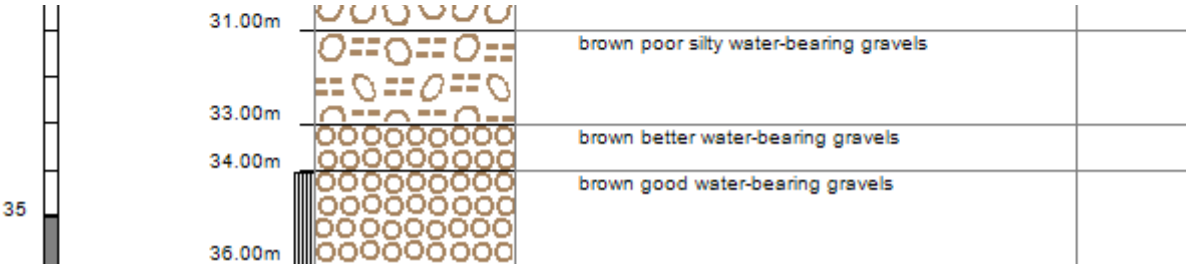 31.00m
brown poor silty water-bearing gravels
33.00m
brown better water-bearing gravels
34.00m
brown good water-bearing gravels
35
36.00m